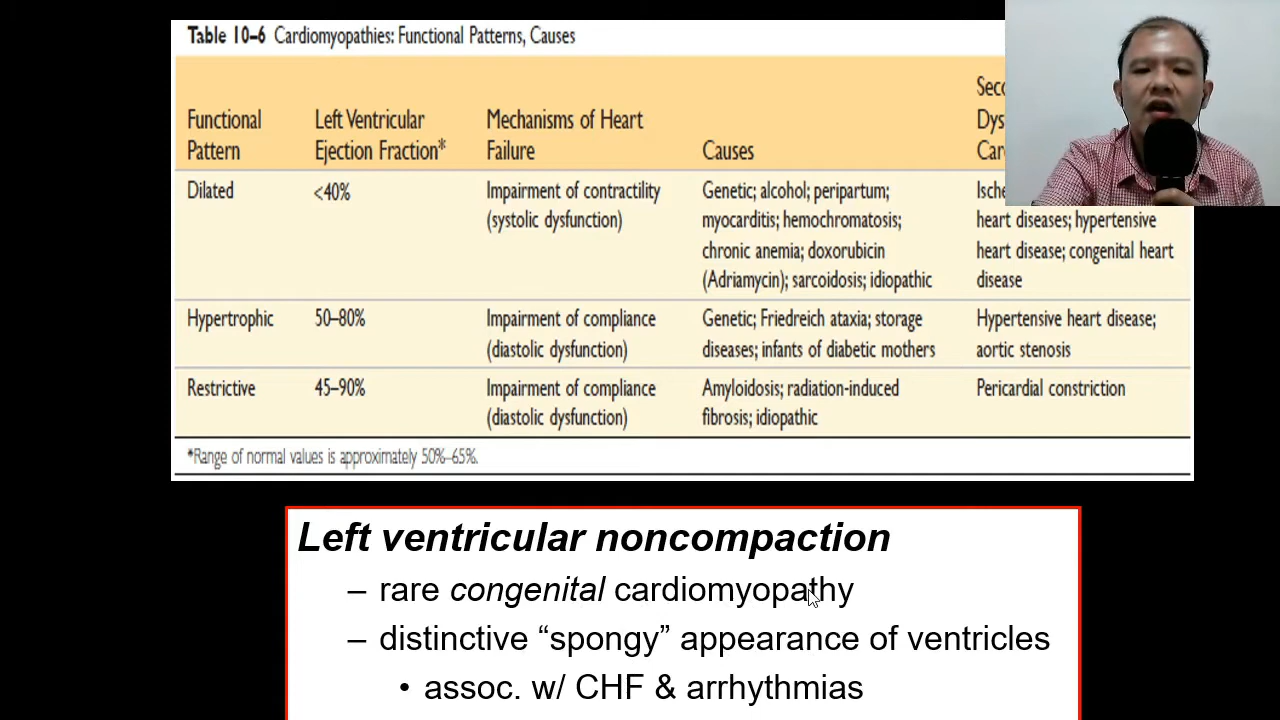 Table 10–6 Cardiomyopathies: Functional Patterns, Causes
Functional Pattern
Left Ventricular Ejection Fraction*
Mechanisms of Heart Failure
Causes
Dilated
<40%
Impairment of contractility
(systolic dysfunction)
Genetic; alcohol; peripartum;
myocarditis; hemochromatosis;
chronic anemia; doxorubicin
(Adriamycin); sarcoidosis; idiopathic
heart diseases; hypertensive
heart disease; congenital heart
disease
Hypertrophic
50–80%
Impairment of compliance
(diastolic dysfunction)
Genetic; Friedreich ataxia; storage
diseases; infants of diabetic mothers
Hypertensive heart disease;
aortic stenosis
Restrictive
45–90%
Impairment of compliance
(diastolic dysfunction)
Amyloidosis; radiation-induced
fibrosis; idiopathic
Pericardial constriction
*Range of normal values is approximately 50%–65%.
Left ventricular noncompaction
– rare congenital cardiomyopathy
– distinctive “spongy” appearance of ventricles
• assoc. w/ CHF & arrhythmias